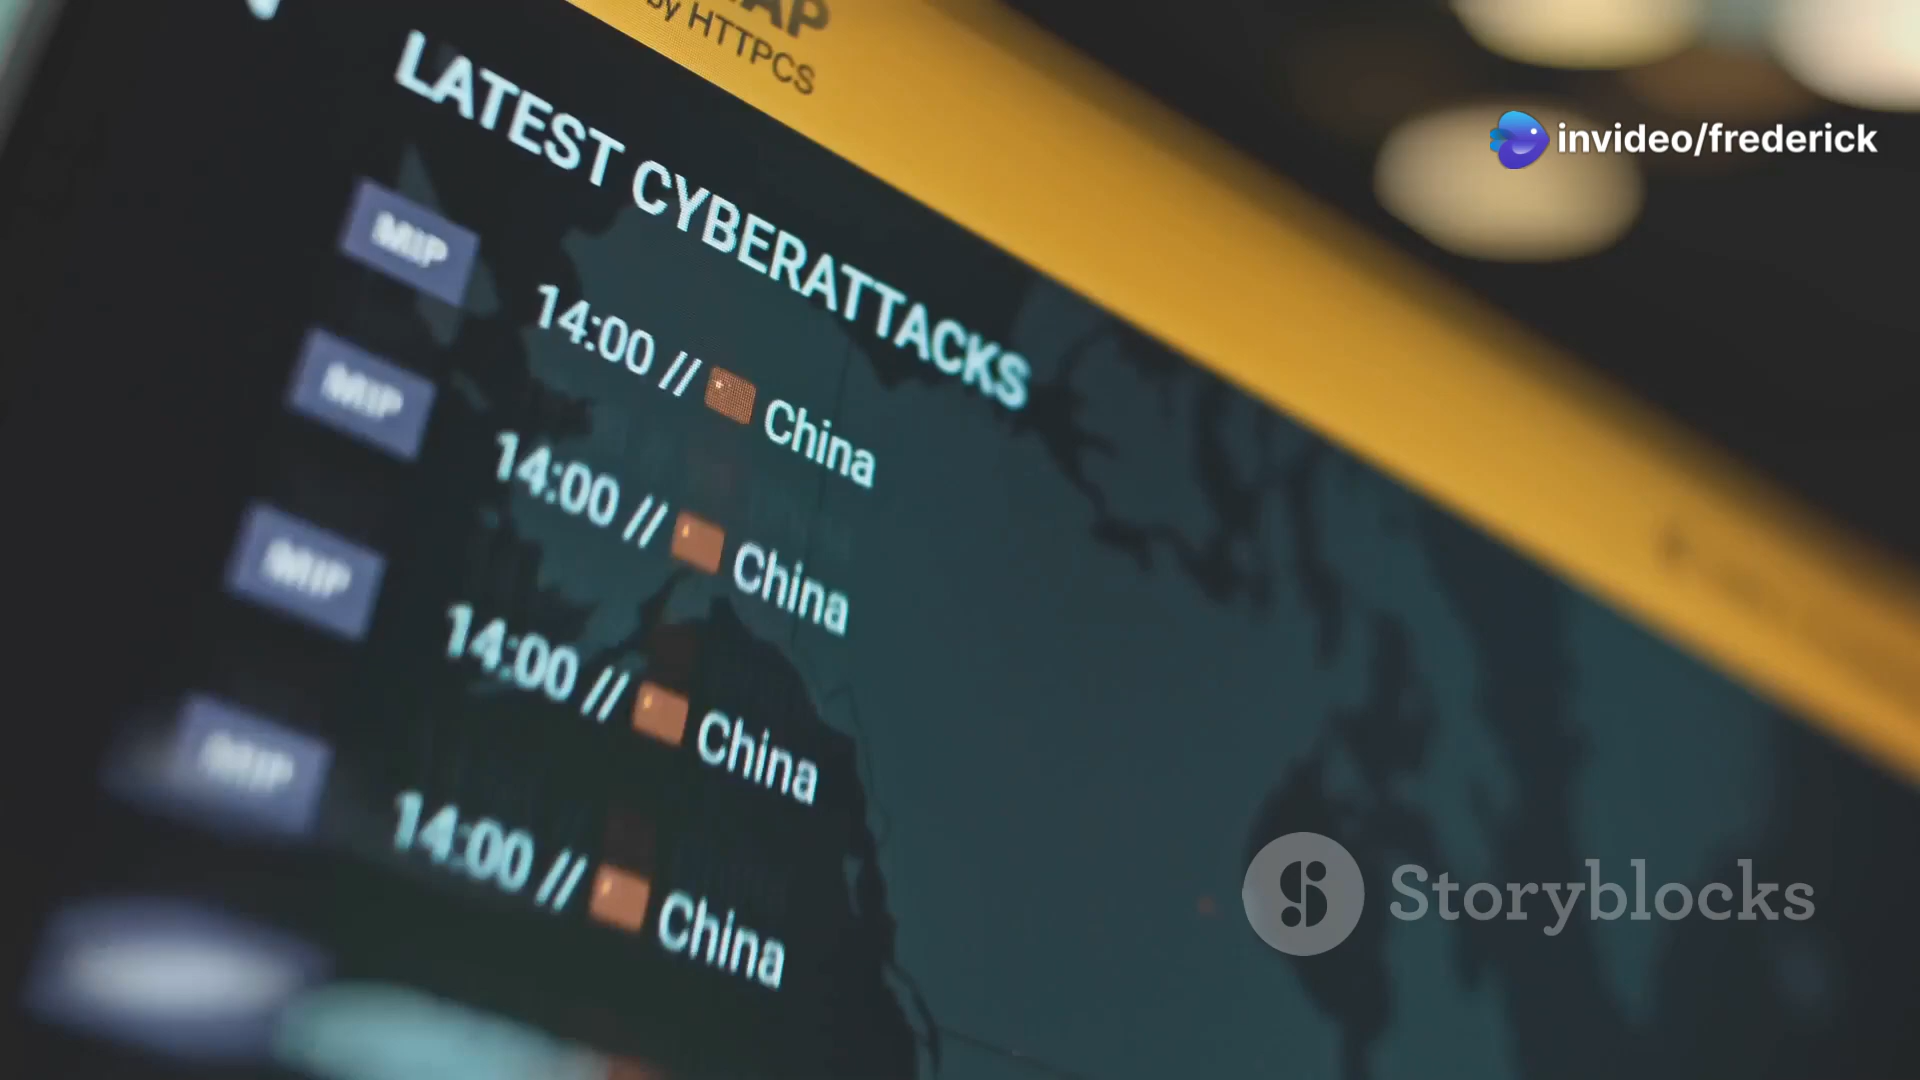 by HTTPCS
invideo/frederick
LATEST CYBERATTACKS
MIP
14:00 // China
MIP
14:00 // China
MIP
14:00 // China
MIP
14:00 // China
Storyblocks